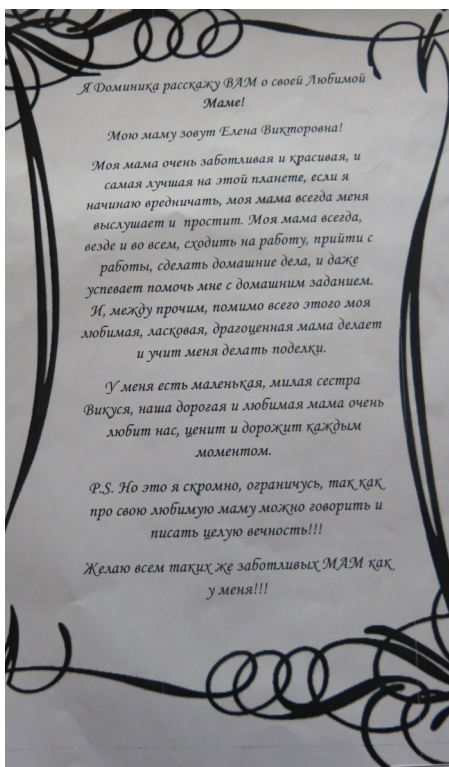 Я Доминика расскажу ВАМ о своей Любимой
Маме!
Мою маму зовут Елена Викторовна!
Моя мама очень заботливая и красивая, и
самая лучшая на этой планете, если я
начинаю вредничать, моя мама всегда меня
выслушает и простит. Моя мама всегда,
везде и во всем, сходить на работу, прийти с
работы, сделать домашние дела, и даже
успевает помочь мне с домашним заданием.
И, между прочим, помимо всего этого моя
любимая, ласковая, драгоценная мама делает
и учит меня делать поделки.
У меня есть маленькая, милая сестра
Викуся, наша дорогая и любимая мама очень
любит нас, ценит и дорожит каждым
моментом.
P.S. Но это я скромно, ограничусь, так как
про свою любимую маму можно говорить и
писать целую вечность!!!
Желаю всем таких же заботливых МАМ как
у меня!!!